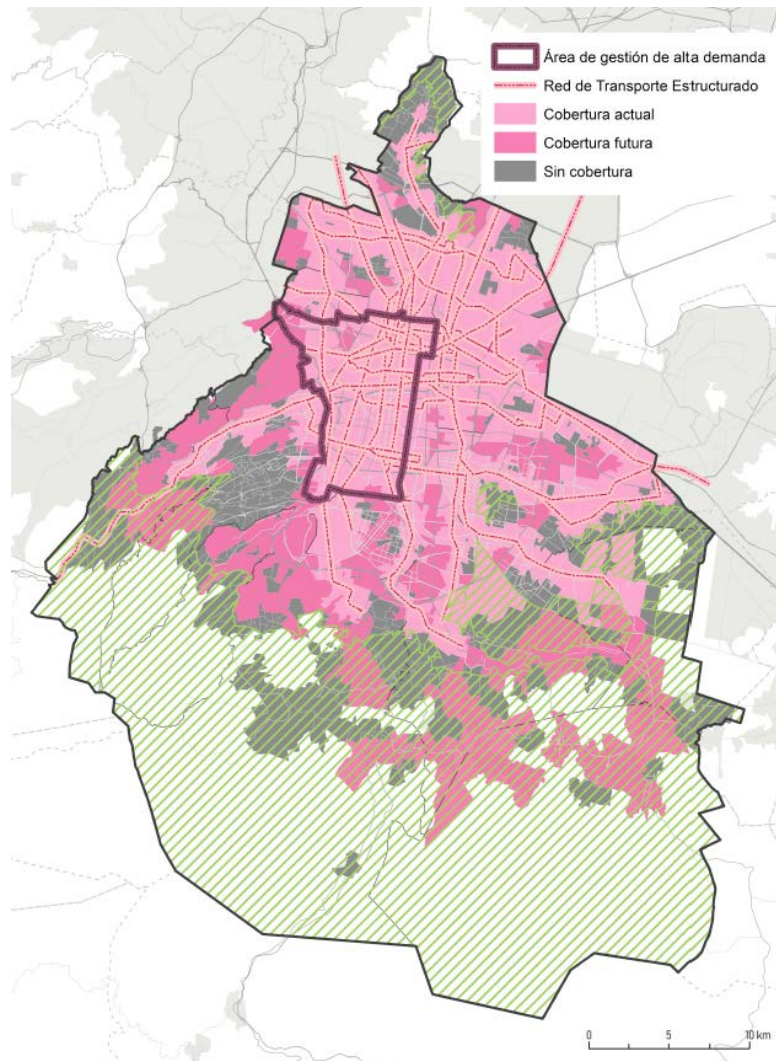 Área de gestión de alta demanda
Red de Transporte Estructurado
Cobertura actual
Cobertura futura
Sin cobertura
0 5 10 km